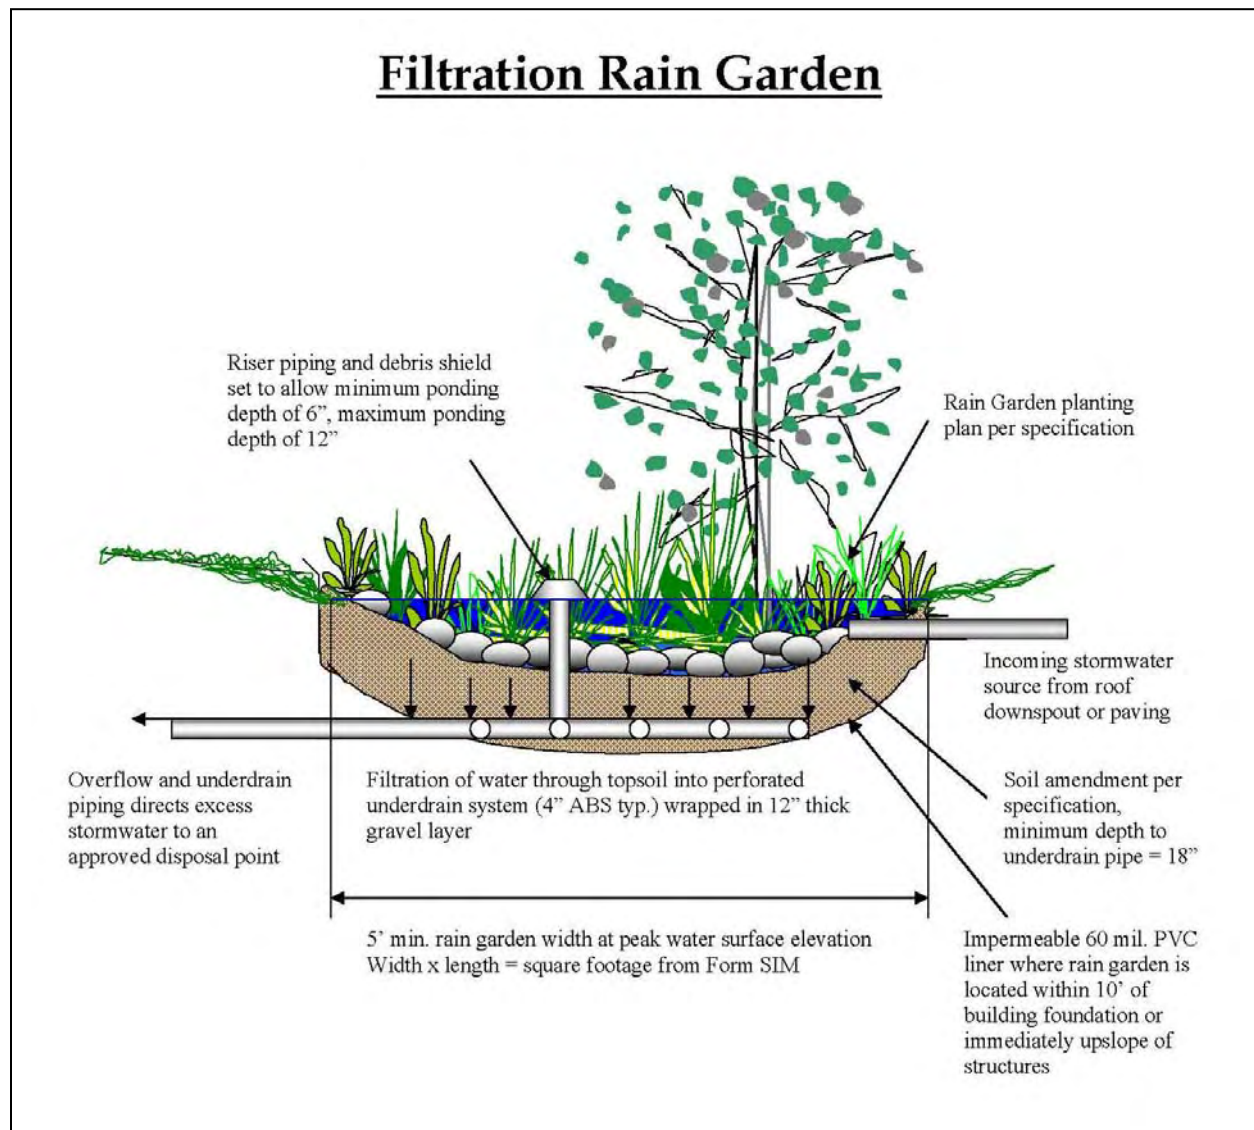 Filtration Rain Garden
Riser piping and debris shield
set to allow minimum ponding
depth of 6”, maximum ponding
depth of 12”
Rain Garden planting
plan per specification
Incoming stormwater
source from roof
downspout or paving
Overflow and underdrain
piping directs excess
stormwater to an
approved disposal point
Filtration of water through topsoil into perforated
underdrain system (4” ABS typ.) wrapped in 12” thick
gravel layer
Soil amendment per
specification,
minimum depth to
underdrain pipe = 18”
5’ min. rain garden width at peak water surface elevation
Width x length = square footage from Form SIM
Impermeable 60 mil. PVC
liner where rain garden is
located within 10’ of
building foundation or
immediately upslope of
structures